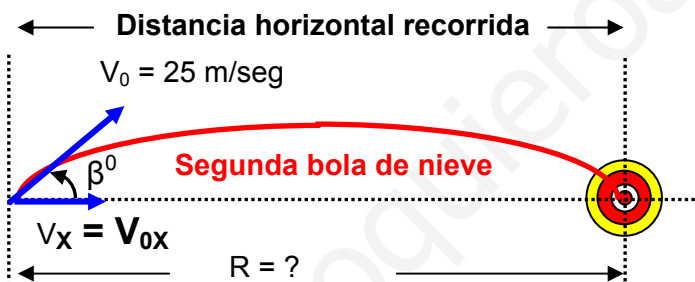 Distancia horizontal recorrida
V₀ = 25 m/seg
β⁰
Segunda bola de nieve
Vₓ = V₀ₓ
R = ?